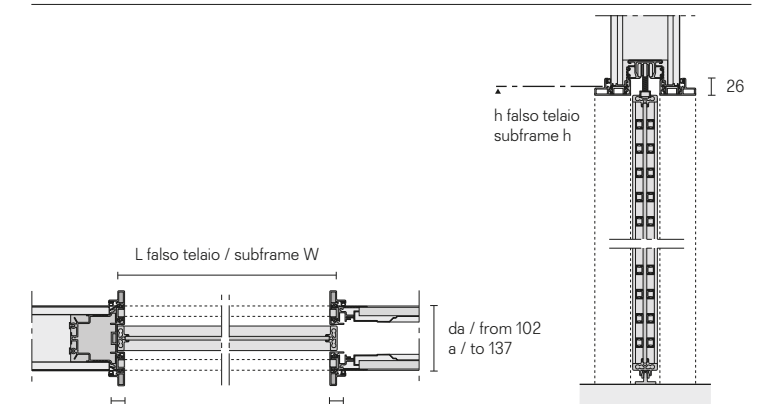 26
h falso telaio
subframe h
L falso telaio / subframe W
da / from 102
a / to 137